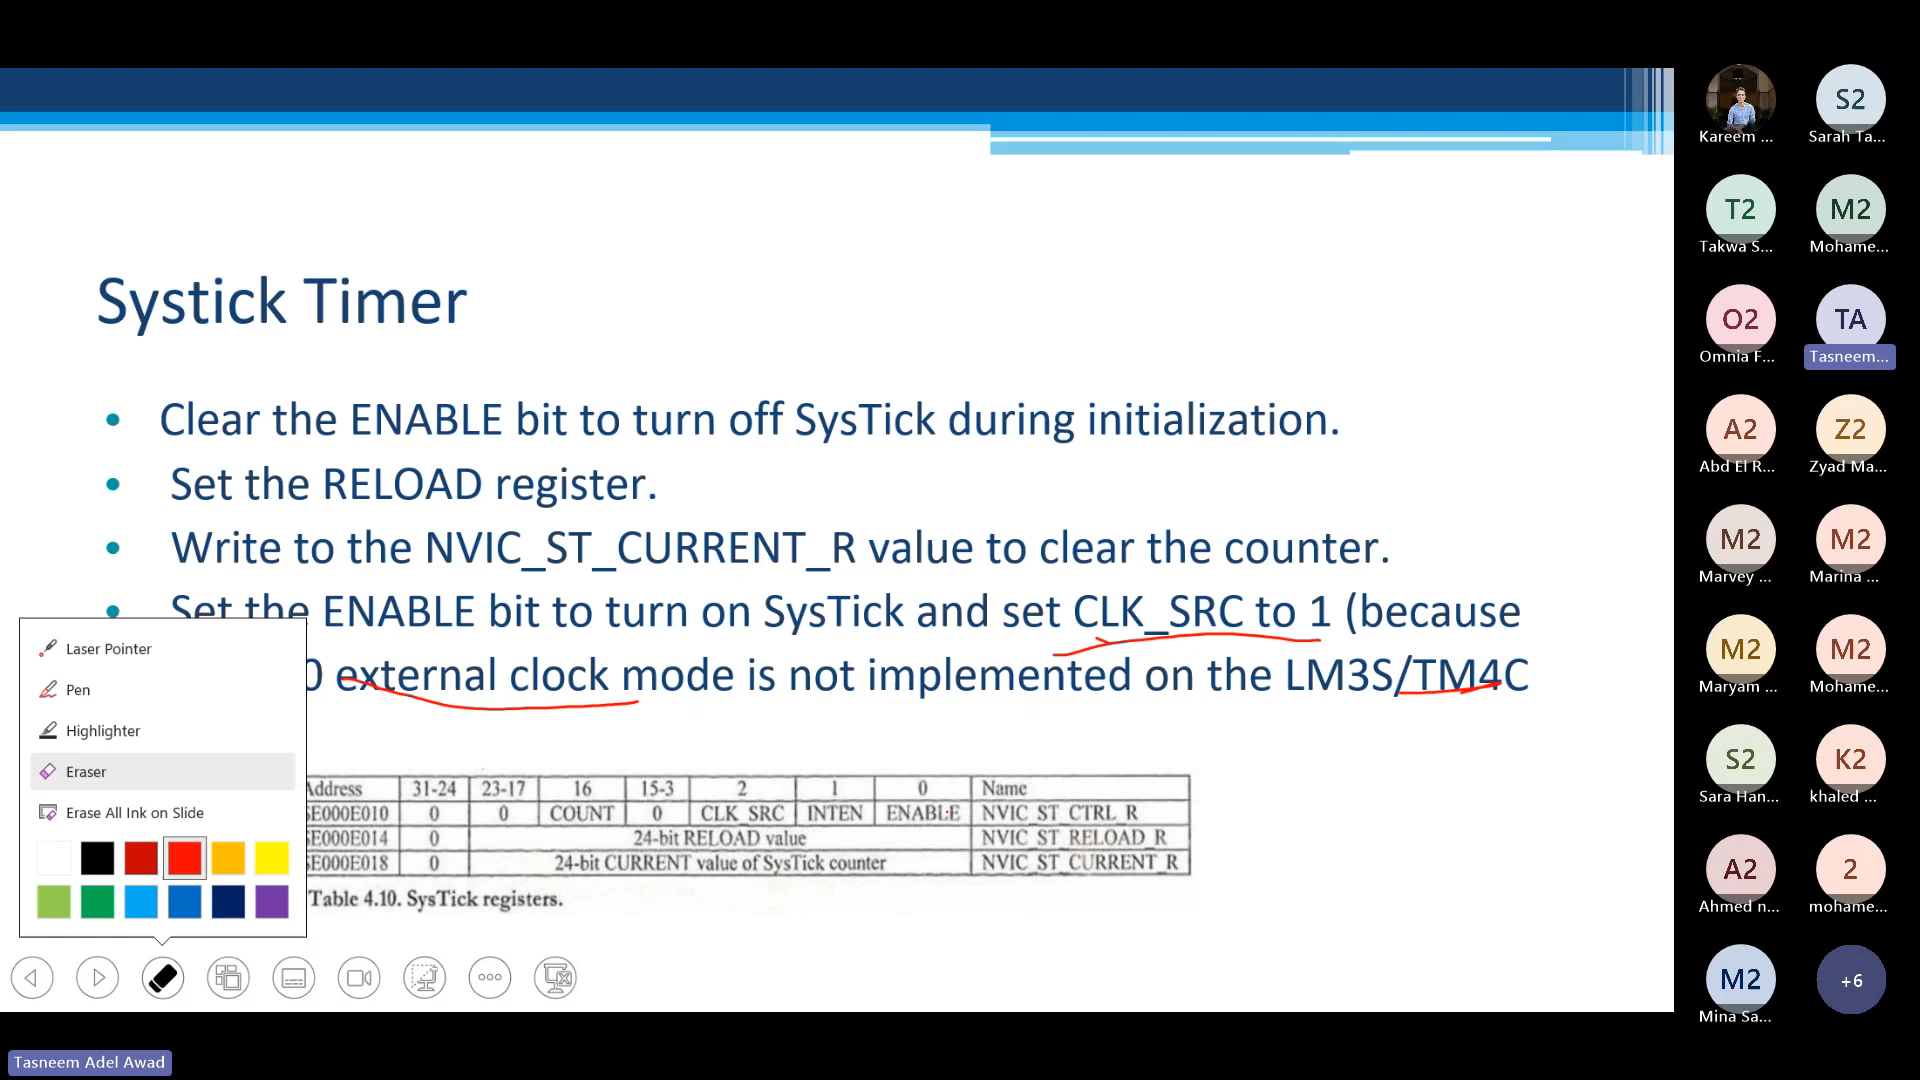 Systick Timer
• Clear the ENABLE bit to turn off SysTick during initialization.
• Set the RELOAD register.
• Write to the NVIC_ST_CURRENT_R value to clear the counter.
• Set the ENABLE bit to turn on SysTick and set CLK_SRC to 1 (because
0 external clock mode is not implemented on the LM3S/TM4C
Laser Pointer
Pen
Highlighter
Eraser
Erase All Ink on Slide
Address 31-24 23-17 16 15-3 2 1 0 Name
$E000E010 0 0 COUNT 0 CLK_SRC INTEN ENABLE NVIC_ST_CTRL_R
$E000E014 0 24-bit RELOAD value NVIC_ST_RELOAD_R
$E000E018 0 24-bit CURRENT value of SysTick counter NVIC_ST_CURRENT_R
Table 4.10. SysTick registers.
Tasneem Adel Awad
Kareem ...
S2
Sarah Ta...
T2
Takwa S...
M2
Mohame...
O2
Omnia F...
TA
Tasneem...
A2
Abd El R...
Z2
Zyad Ma...
M2
Marvey ...
M2
Marina ...
M2
Maryam ...
M2
Mohame...
S2
Sara Han...
K2
khaled ...
A2
Ahmed n...
2
mohame...
M2
Mina Sa...
+6